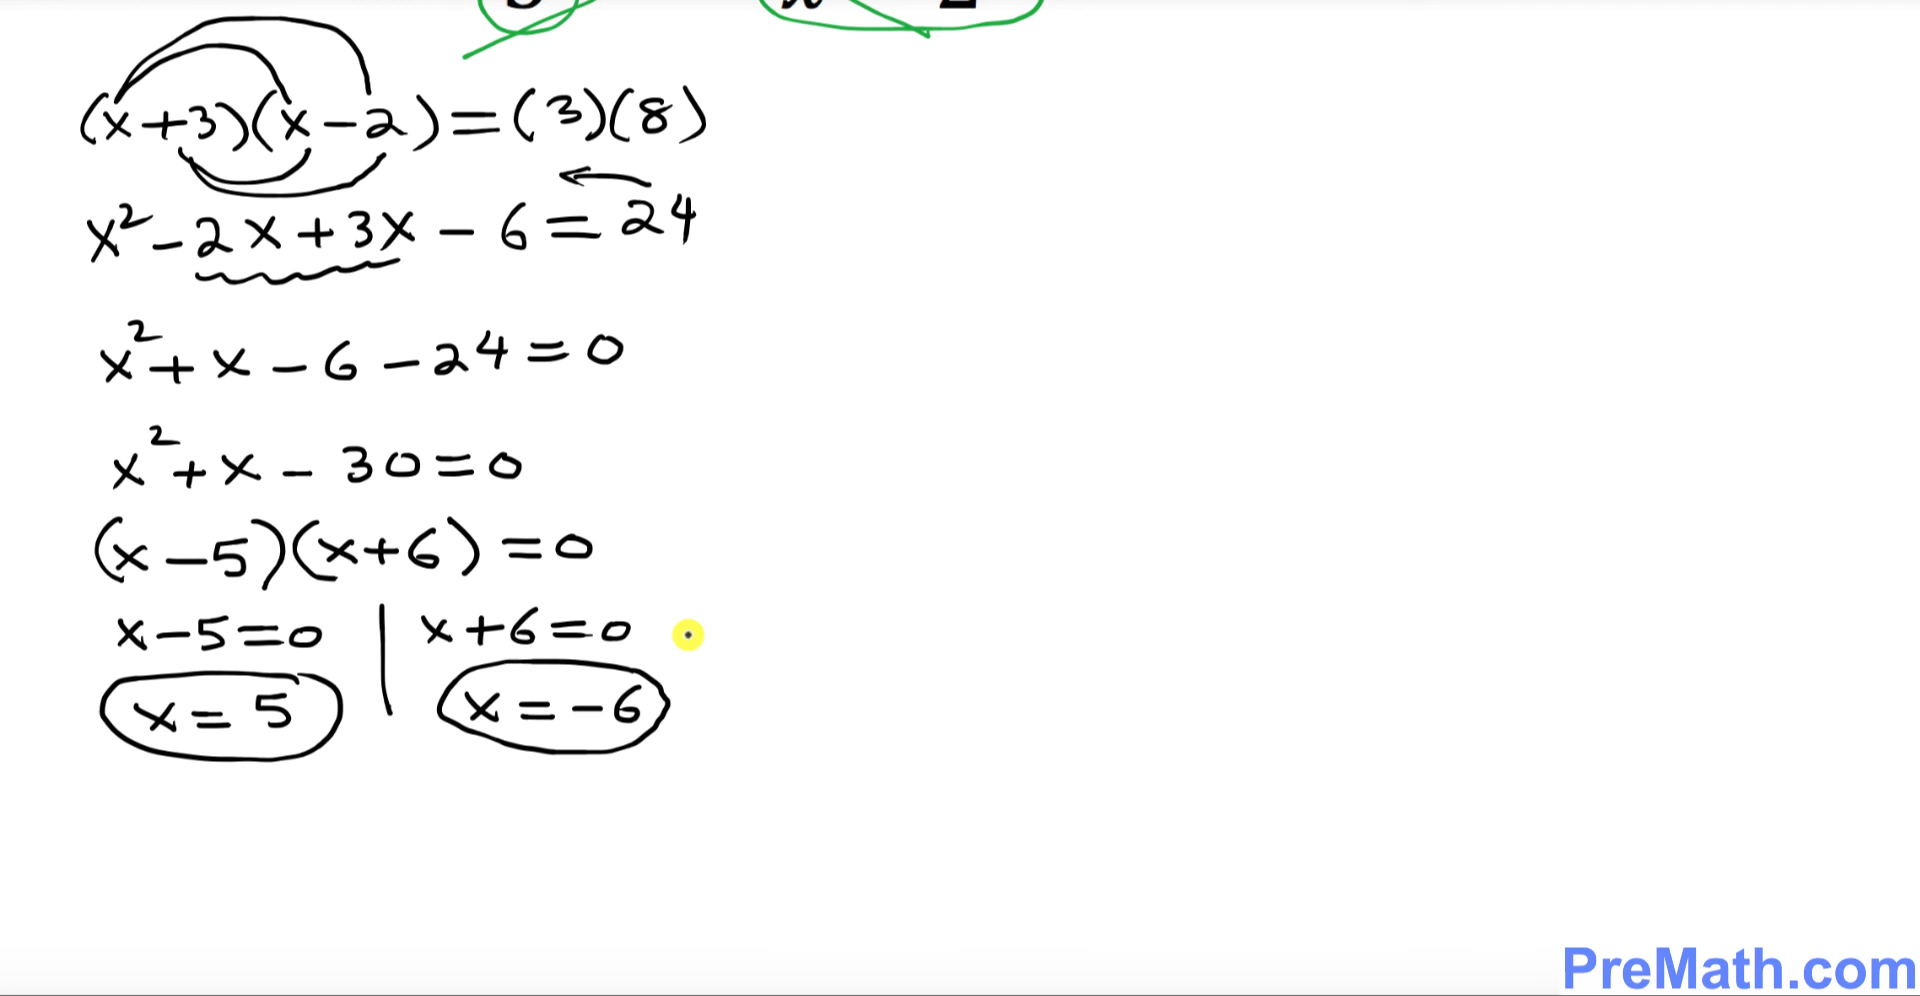 (x+3)(x-2)=(3)(8)
x²-2x+3x-6=24
x²+x-6-24=0
x²+x-30=0
(x-5)(x+6)=0
x-5=0 | x+6=0
x=5 | x=-6
PreMath.com